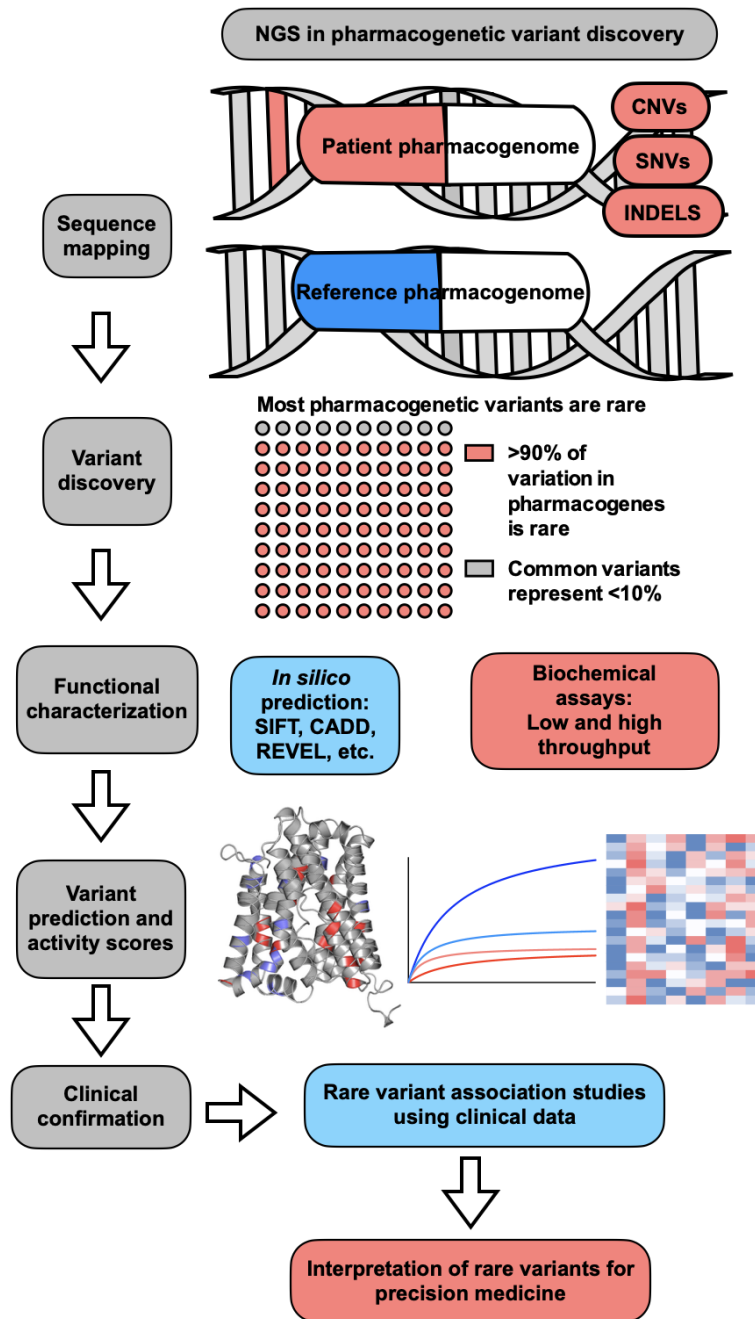 NGS in pharmacogenetic variant discovery
CNVs
Patient pharmacogenome
SNVs
INDELS
Sequence
mapping
Reference pharmacogenome
Most pharmacogenetic variants are rare
Variant
discovery
>90% of
variation in
pharmacogenes
is rare
Common variants
represent <10%
Functional
characterization
In silico
prediction:
SIFT, CADD,
REVEL, etc.
Biochemical
assays:
Low and high
throughput
Variant
prediction and
activity scores
Clinical
confirmation
Rare variant association studies
using clinical data
Interpretation of rare variants for
precision medicine